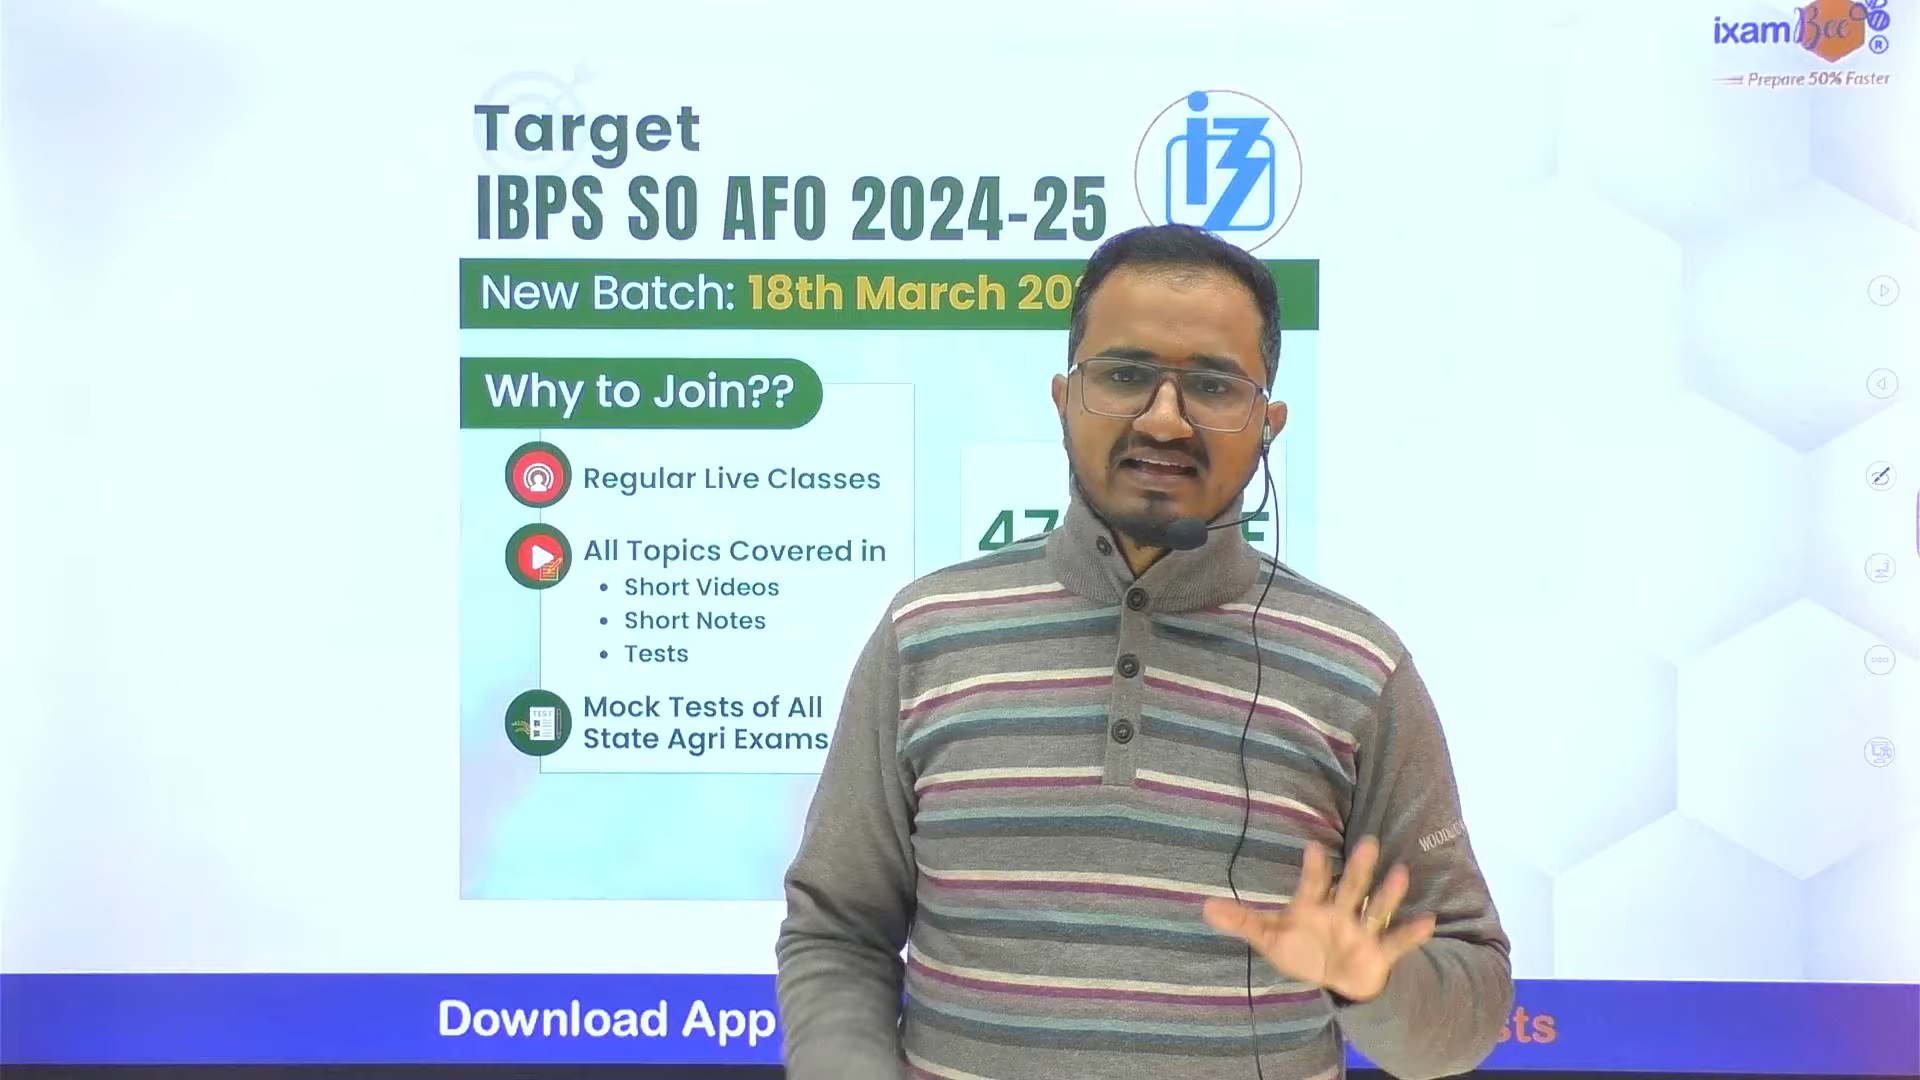 ixamBee
®
Prepare 50% Faster
Target
IBPS SO AFO 2024-25
New Batch: 18th March
Why to Join??
Regular Live Classes
All Topics Covered in
• Short Videos
• Short Notes
• Tests
TEST
Mock Tests of All
State Agri Exams
Download App